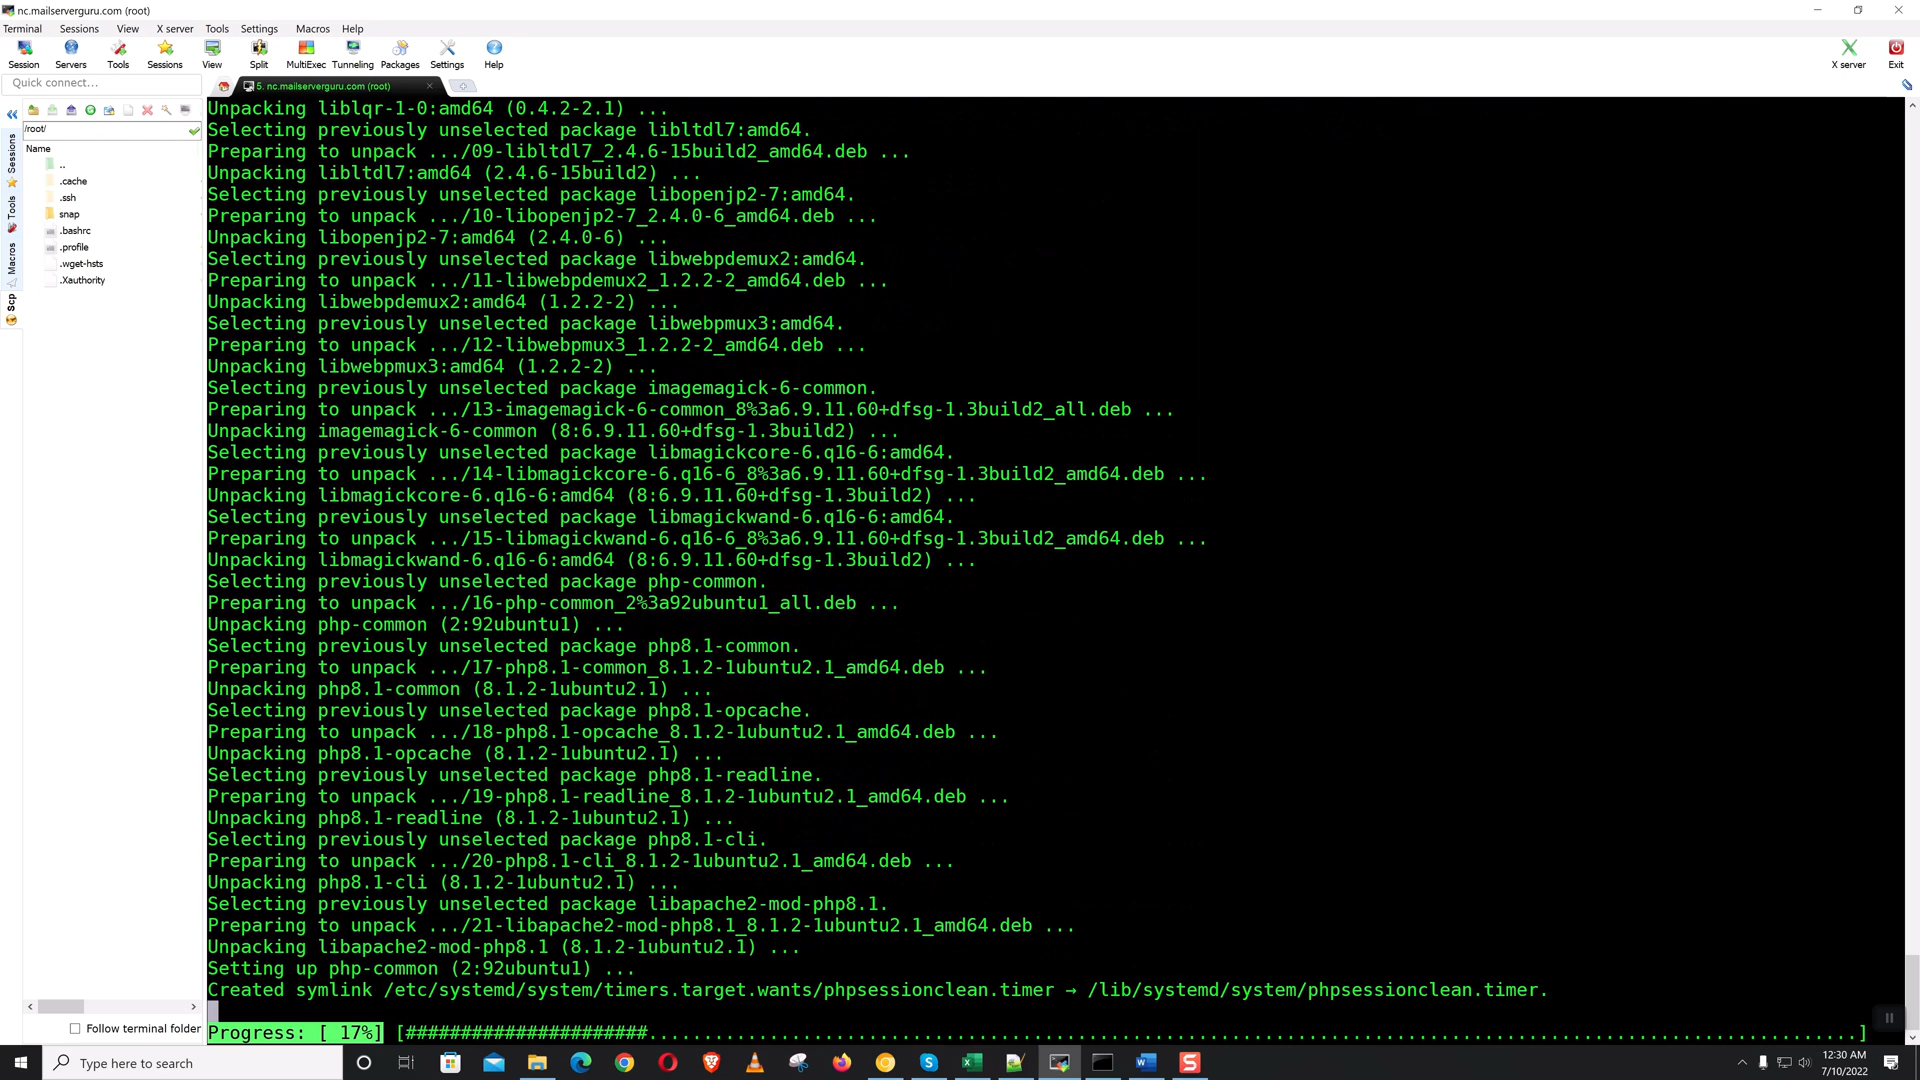 nc.mailserverguru.com (root)
Terminal Sessions View X server Tools Settings Macros Help
Session Servers Tools Sessions View Split MultiExec Tunneling Packages Settings Help X server Exit
Quick connect...
5. nc.mailserverguru.com (root)
/root/
Name
..
.cache
.ssh
snap
.bashrc
.profile
.wget-hsts
.Xauthority
Sessions
Tools
Macros
Scp
Follow terminal folder
Unpacking liblqr-1-0:amd64 (0.4.2-2.1) ...
Selecting previously unselected package libltdl7:amd64.
Preparing to unpack .../09-libltdl7_2.4.6-15build2_amd64.deb ...
Unpacking libltdl7:amd64 (2.4.6-15build2) ...
Selecting previously unselected package libopenjp2-7:amd64.
Preparing to unpack .../10-libopenjp2-7_2.4.0-6_amd64.deb ...
Unpacking libopenjp2-7:amd64 (2.4.0-6) ...
Selecting previously unselected package libwebpdemux2:amd64.
Preparing to unpack .../11-libwebpdemux2_1.2.2-2_amd64.deb ...
Unpacking libwebpdemux2:amd64 (1.2.2-2) ...
Selecting previously unselected package libwebpmux3:amd64.
Preparing to unpack .../12-libwebpmux3_1.2.2-2_amd64.deb ...
Unpacking libwebpmux3:amd64 (1.2.2-2) ...
Selecting previously unselected package imagemagick-6-common.
Preparing to unpack .../13-imagemagick-6-common_8%3a6.9.11.60+dfsg-1.3build2_all.deb ...
Unpacking imagemagick-6-common (8:6.9.11.60+dfsg-1.3build2) ...
Selecting previously unselected package libmagickcore-6.q16-6:amd64.
Preparing to unpack .../14-libmagickcore-6.q16-6_8%3a6.9.11.60+dfsg-1.3build2_amd64.deb ...
Unpacking libmagickcore-6.q16-6:amd64 (8:6.9.11.60+dfsg-1.3build2) ...
Selecting previously unselected package libmagickwand-6.q16-6:amd64.
Preparing to unpack .../15-libmagickwand-6.q16-6_8%3a6.9.11.60+dfsg-1.3build2_amd64.deb ...
Unpacking libmagickwand-6.q16-6:amd64 (8:6.9.11.60+dfsg-1.3build2) ...
Selecting previously unselected package php-common.
Preparing to unpack .../16-php-common_2%3a92ubuntu1_all.deb ...
Unpacking php-common (2:92ubuntu1) ...
Selecting previously unselected package php8.1-common.
Preparing to unpack .../17-php8.1-common_8.1.2-1ubuntu2.1_amd64.deb ...
Unpacking php8.1-common (8.1.2-1ubuntu2.1) ...
Selecting previously unselected package php8.1-opcache.
Preparing to unpack .../18-php8.1-opcache_8.1.2-1ubuntu2.1_amd64.deb ...
Unpacking php8.1-opcache (8.1.2-1ubuntu2.1) ...
Selecting previously unselected package php8.1-readline.
Preparing to unpack .../19-php8.1-readline_8.1.2-1ubuntu2.1_amd64.deb ...
Unpacking php8.1-readline (8.1.2-1ubuntu2.1) ...
Selecting previously unselected package php8.1-cli.
Preparing to unpack .../20-php8.1-cli_8.1.2-1ubuntu2.1_amd64.deb ...
Unpacking php8.1-cli (8.1.2-1ubuntu2.1) ...
Selecting previously unselected package libapache2-mod-php8.1.
Preparing to unpack .../21-libapache2-mod-php8.1_8.1.2-1ubuntu2.1_amd64.deb ...
Unpacking libapache2-mod-php8.1 (8.1.2-1ubuntu2.1) ...
Setting up php-common (2:92ubuntu1) ...
Created symlink /etc/systemd/system/timers.target.wants/phpsessionclean.timer → /lib/systemd/system/phpsessionclean.timer.
Progress: [ 17%] [######################..............................................................................................................]
Type here to search
12:30 AM
7/10/2022